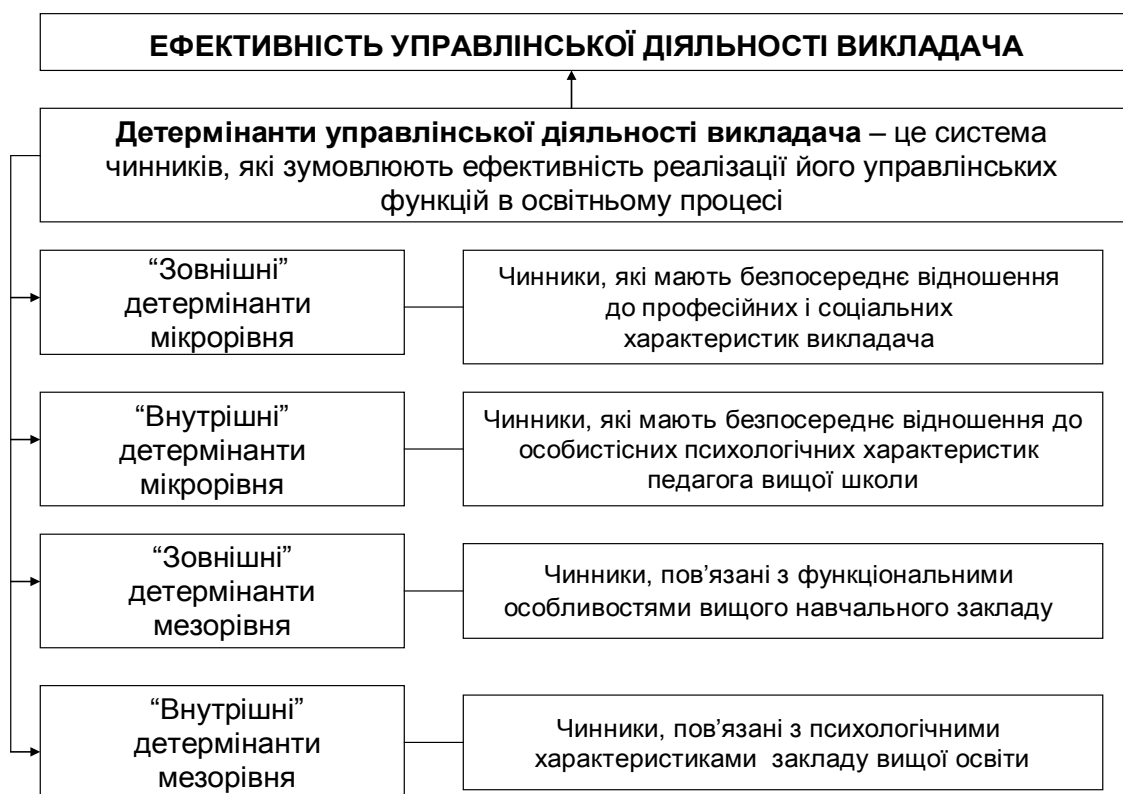 ЕФЕКТИВНІСТЬ УПРАВЛІНСЬКОЇ ДІЯЛЬНОСТІ ВИКЛАДАЧА
Детермінанти управлінської діяльності викладача – це система
чинників, які зумовлюють ефективність реалізації його управлінських
функцій в освітньому процесі
“Зовнішні”
детермінанти
мікрорівня
Чинники, які мають безпосереднє відношення
до професійних і соціальних
характеристик викладача
“Внутрішні”
детермінанти
мікрорівня
Чинники, які мають безпосереднє відношення до
особистісних психологічних характеристик
педагога вищої школи
“Зовнішні”
детермінанти
мезорівня
Чинники, пов’язані з функціональними
особливостями вищого навчального закладу
“Внутрішні”
детермінанти
мезорівня
Чинники, пов’язані з психологічними
характеристиками закладу вищої освіти